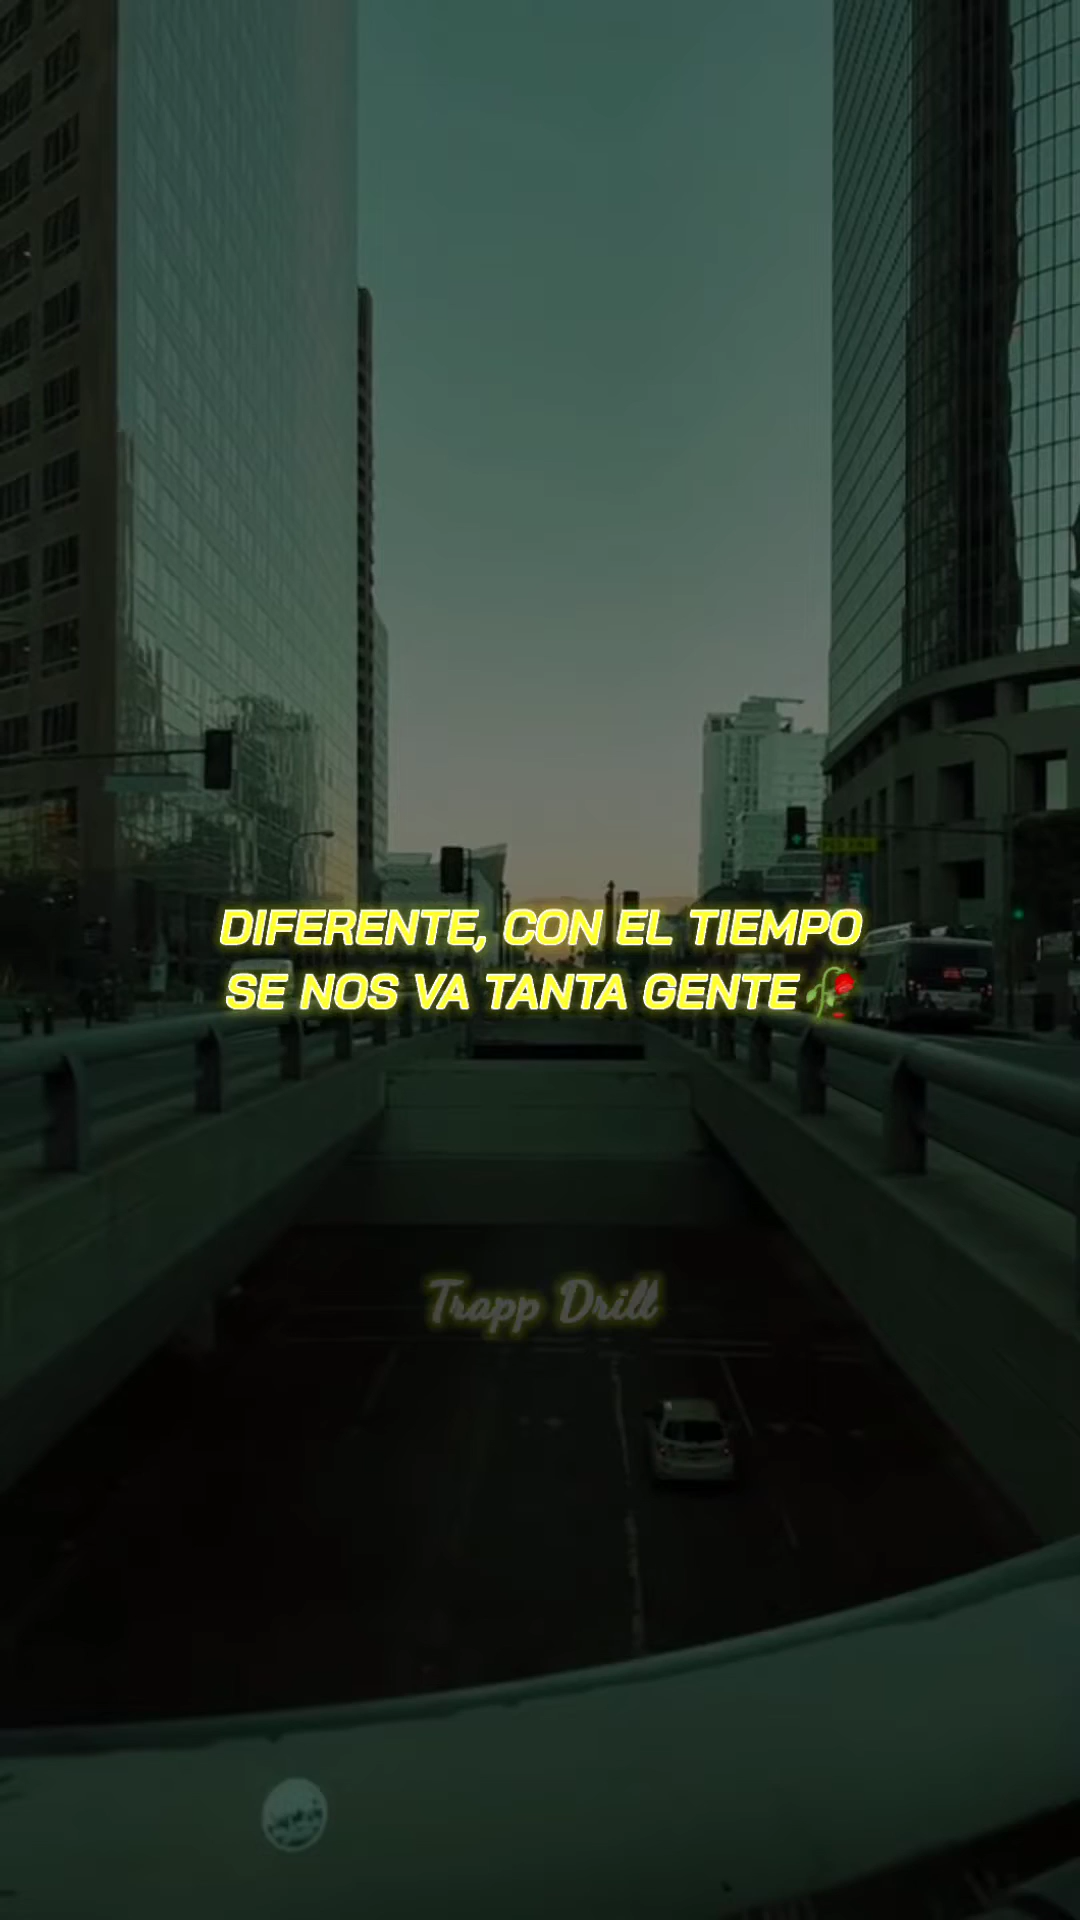 DIFERENTE, CON EL TIEMPO
SE NOS VA TANTA GENTE🥀
Trapp Drill